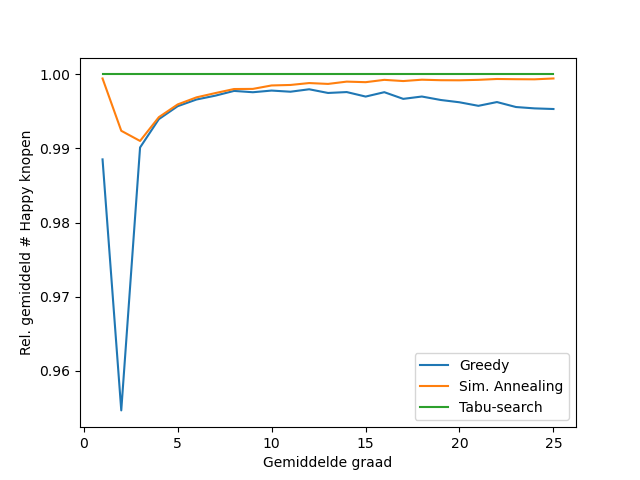 1.00
0.99
0.98
0.97
0.96
Rel. gemiddeld # Happy knopen
Greedy
Sim. Annealing
Tabu-search
0 5 10 15 20 25
Gemiddelde graad